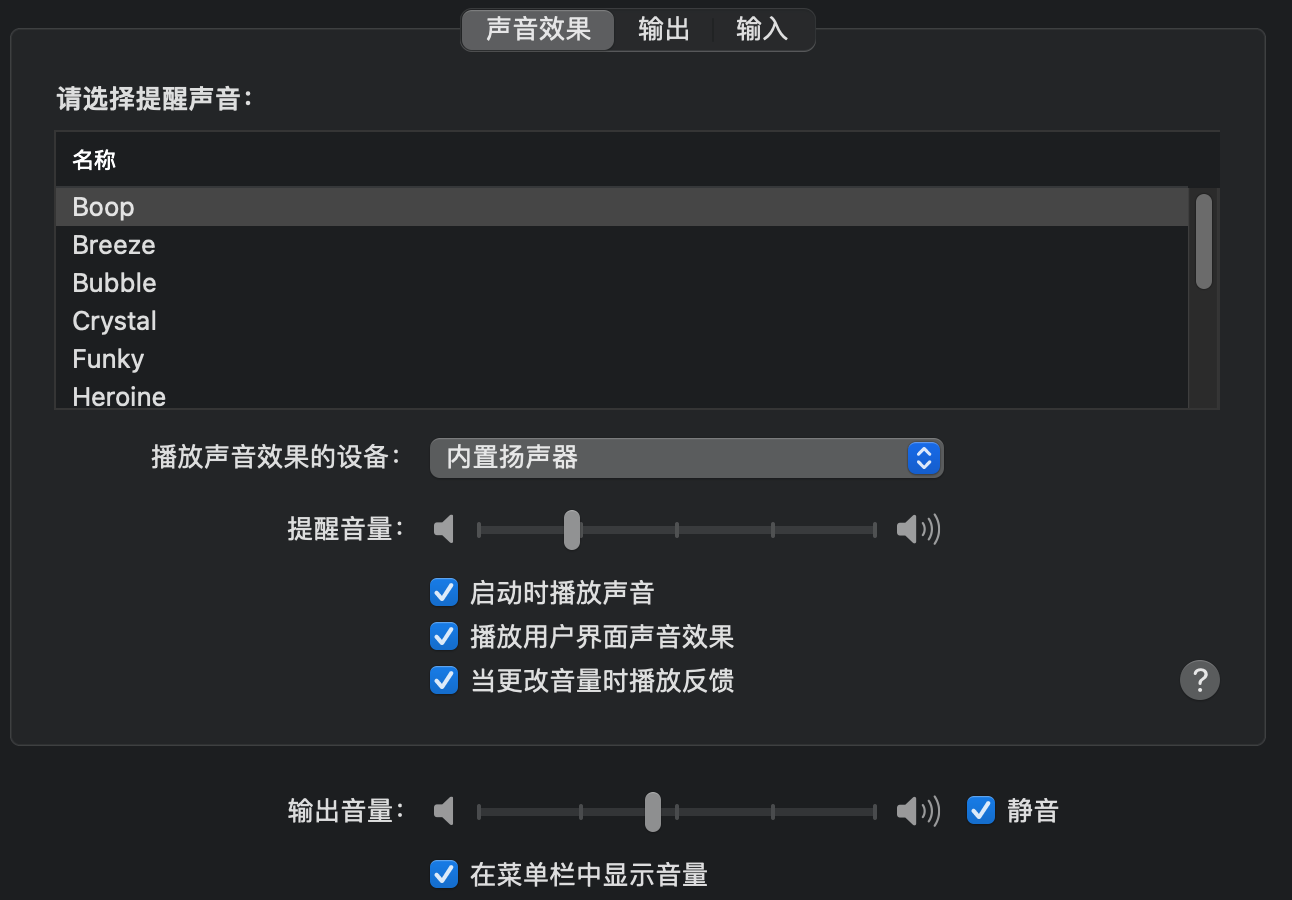 声音效果 输出 输入
请选择提醒声音：
名称
Boop
Breeze
Bubble
Crystal
Funky
Heroine
播放声音效果的设备： 内置扬声器
提醒音量：
启动时播放声音
播放用户界面声音效果
当更改音量时播放反馈
?
输出音量： 静音
在菜单栏中显示音量